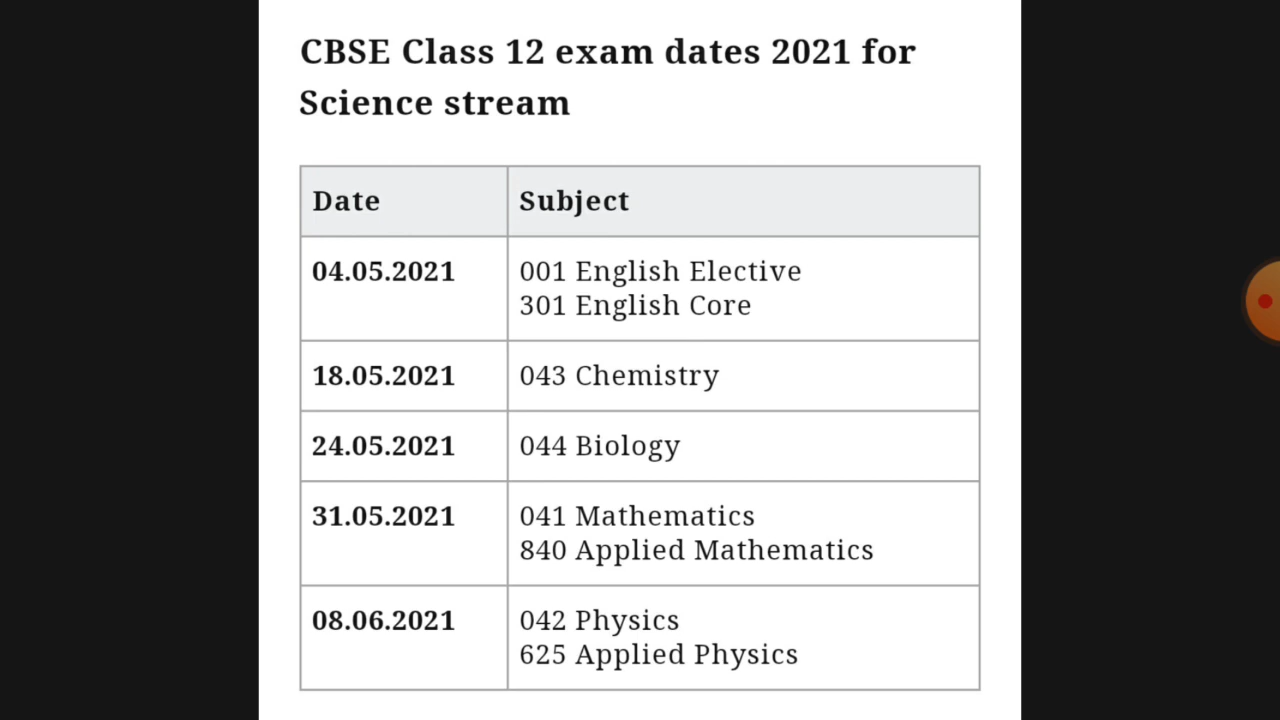 CBSE Class 12 exam dates 2021 for
Science stream
Date Subject
04.05.2021 001 English Elective
301 English Core
18.05.2021 043 Chemistry
24.05.2021 044 Biology
31.05.2021 041 Mathematics
840 Applied Mathematics
08.06.2021 042 Physics
625 Applied Physics